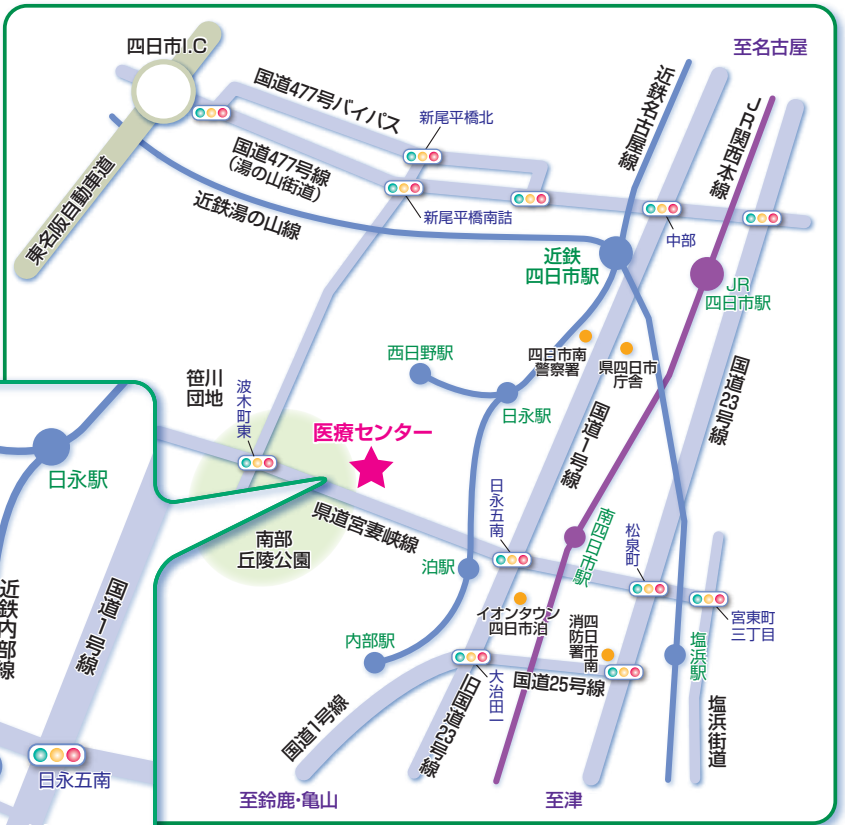 四日市I.C
至名古屋
国道477号バイパス
新尾平橋北
近鉄名古屋線
JR関西本線
国道477号線
(湯の山街道)
東名阪自動車道
近鉄湯の山線
新尾平橋南詰
中部
近鉄
四日市駅
JR
四日市駅
西日野駅
四日市南
警察署
県四日市
庁舎
国道23号線
笹川
団地
波木町東
日永駅
医療センター
国道1号線
日永五南
県道宮妻峡線
南部
丘陵公園
泊駅
南四日市駅
松泉町
イオンタウン
四日市泊
四日市南
消防署
宮東町
三丁目
内部駅
大治田一
国道25号線
塩浜駅
国道1号線
旧国道23号線
塩浜街道
至鈴鹿・亀山
至津
日永駅
近鉄内部線
国道1号線
日永五南